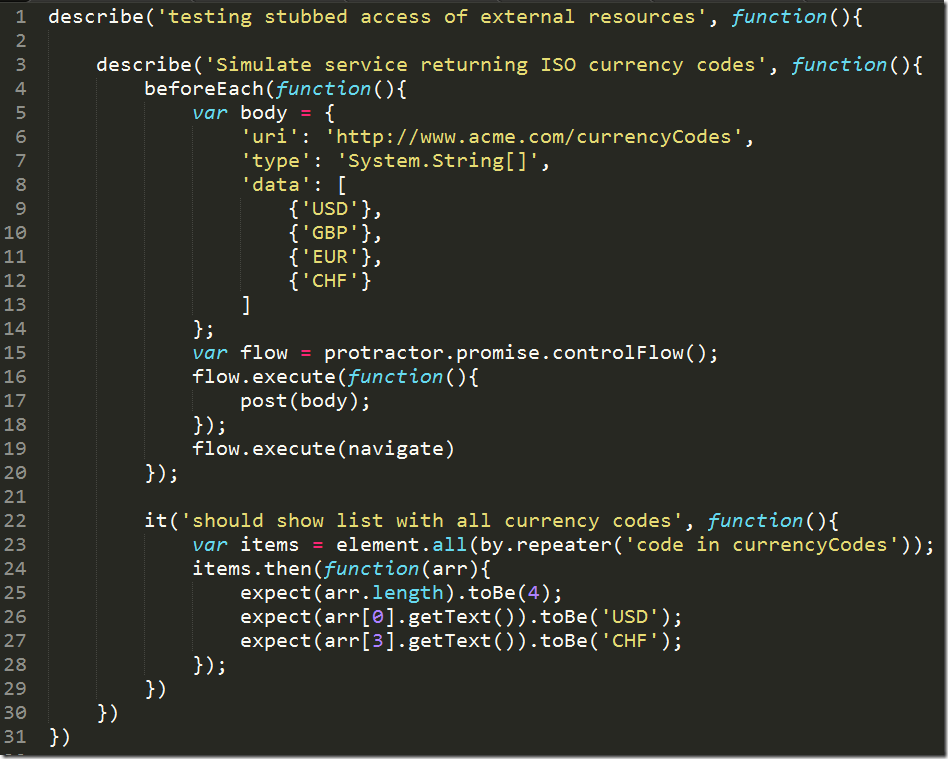 1 describe('testing stubbed access of external resources', function(){
2
3     describe('Simulate service returning ISO currency codes', function(){
4         beforeEach(function(){
5             var body = {
6                 'uri': 'http://www.acme.com/currencyCodes',
7                 'type': 'System.String[]',
8                 'data': [
9                     {'USD'},
10                     {'GBP'},
11                     {'EUR'},
12                     {'CHF'}
13                 ]
14             };
15             var flow = protractor.promise.controlFlow();
16             flow.execute(function(){
17                 post(body);
18             });
19             flow.execute(navigate)
20         });
21
22         it('should show list with all currency codes', function(){
23             var items = element.all(by.repeater('code in currencyCodes'));
24             items.then(function(arr){
25                 expect(arr.length).toBe(4);
26                 expect(arr[0].getText()).toBe('USD');
27                 expect(arr[3].getText()).toBe('CHF');
28             });
29         })
30     })
31 })